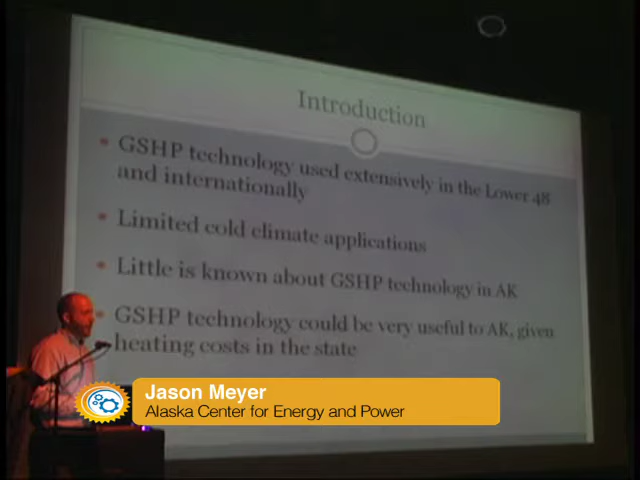 Introduction
GSHP technology used extensively in the Lower 48
and internationally
Limited cold climate applications
Little is known about GSHP technology in AK
GSHP technology could be very useful to AK, given
heating costs in the state
Jason Meyer
Alaska Center for Energy and Power